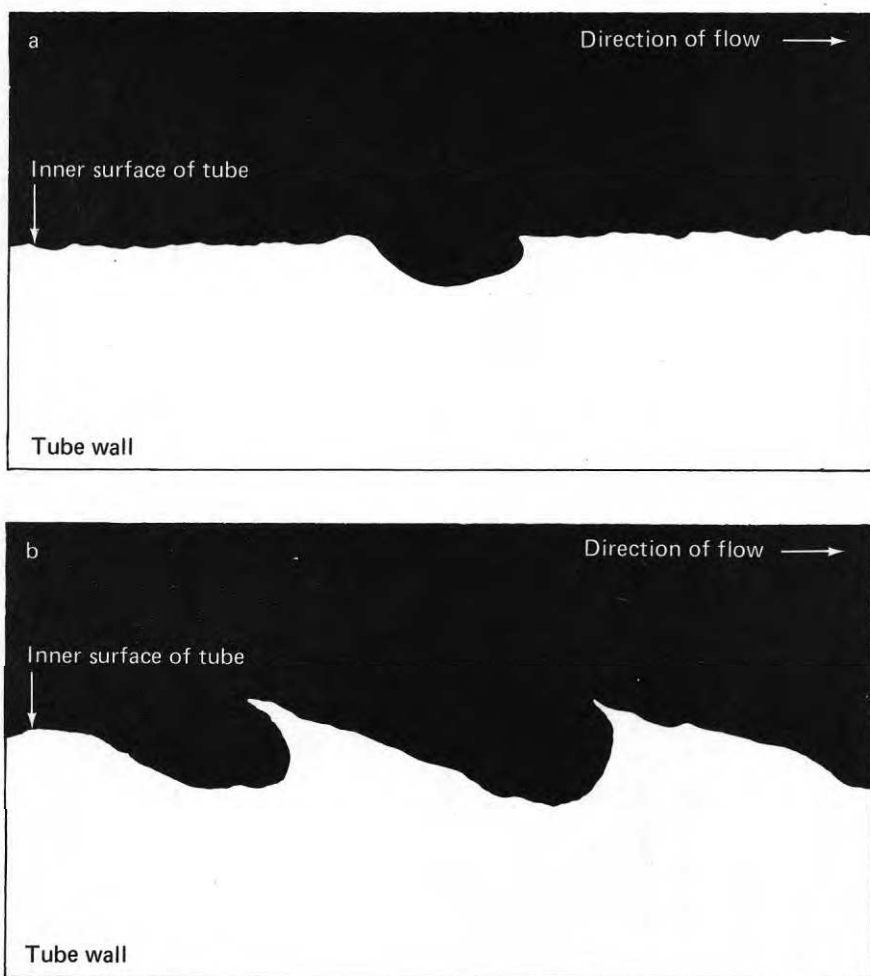 a
Direction of flow
Inner surface of tube
Tube wall
b
Direction of flow
Inner surface of tube
Tube wall